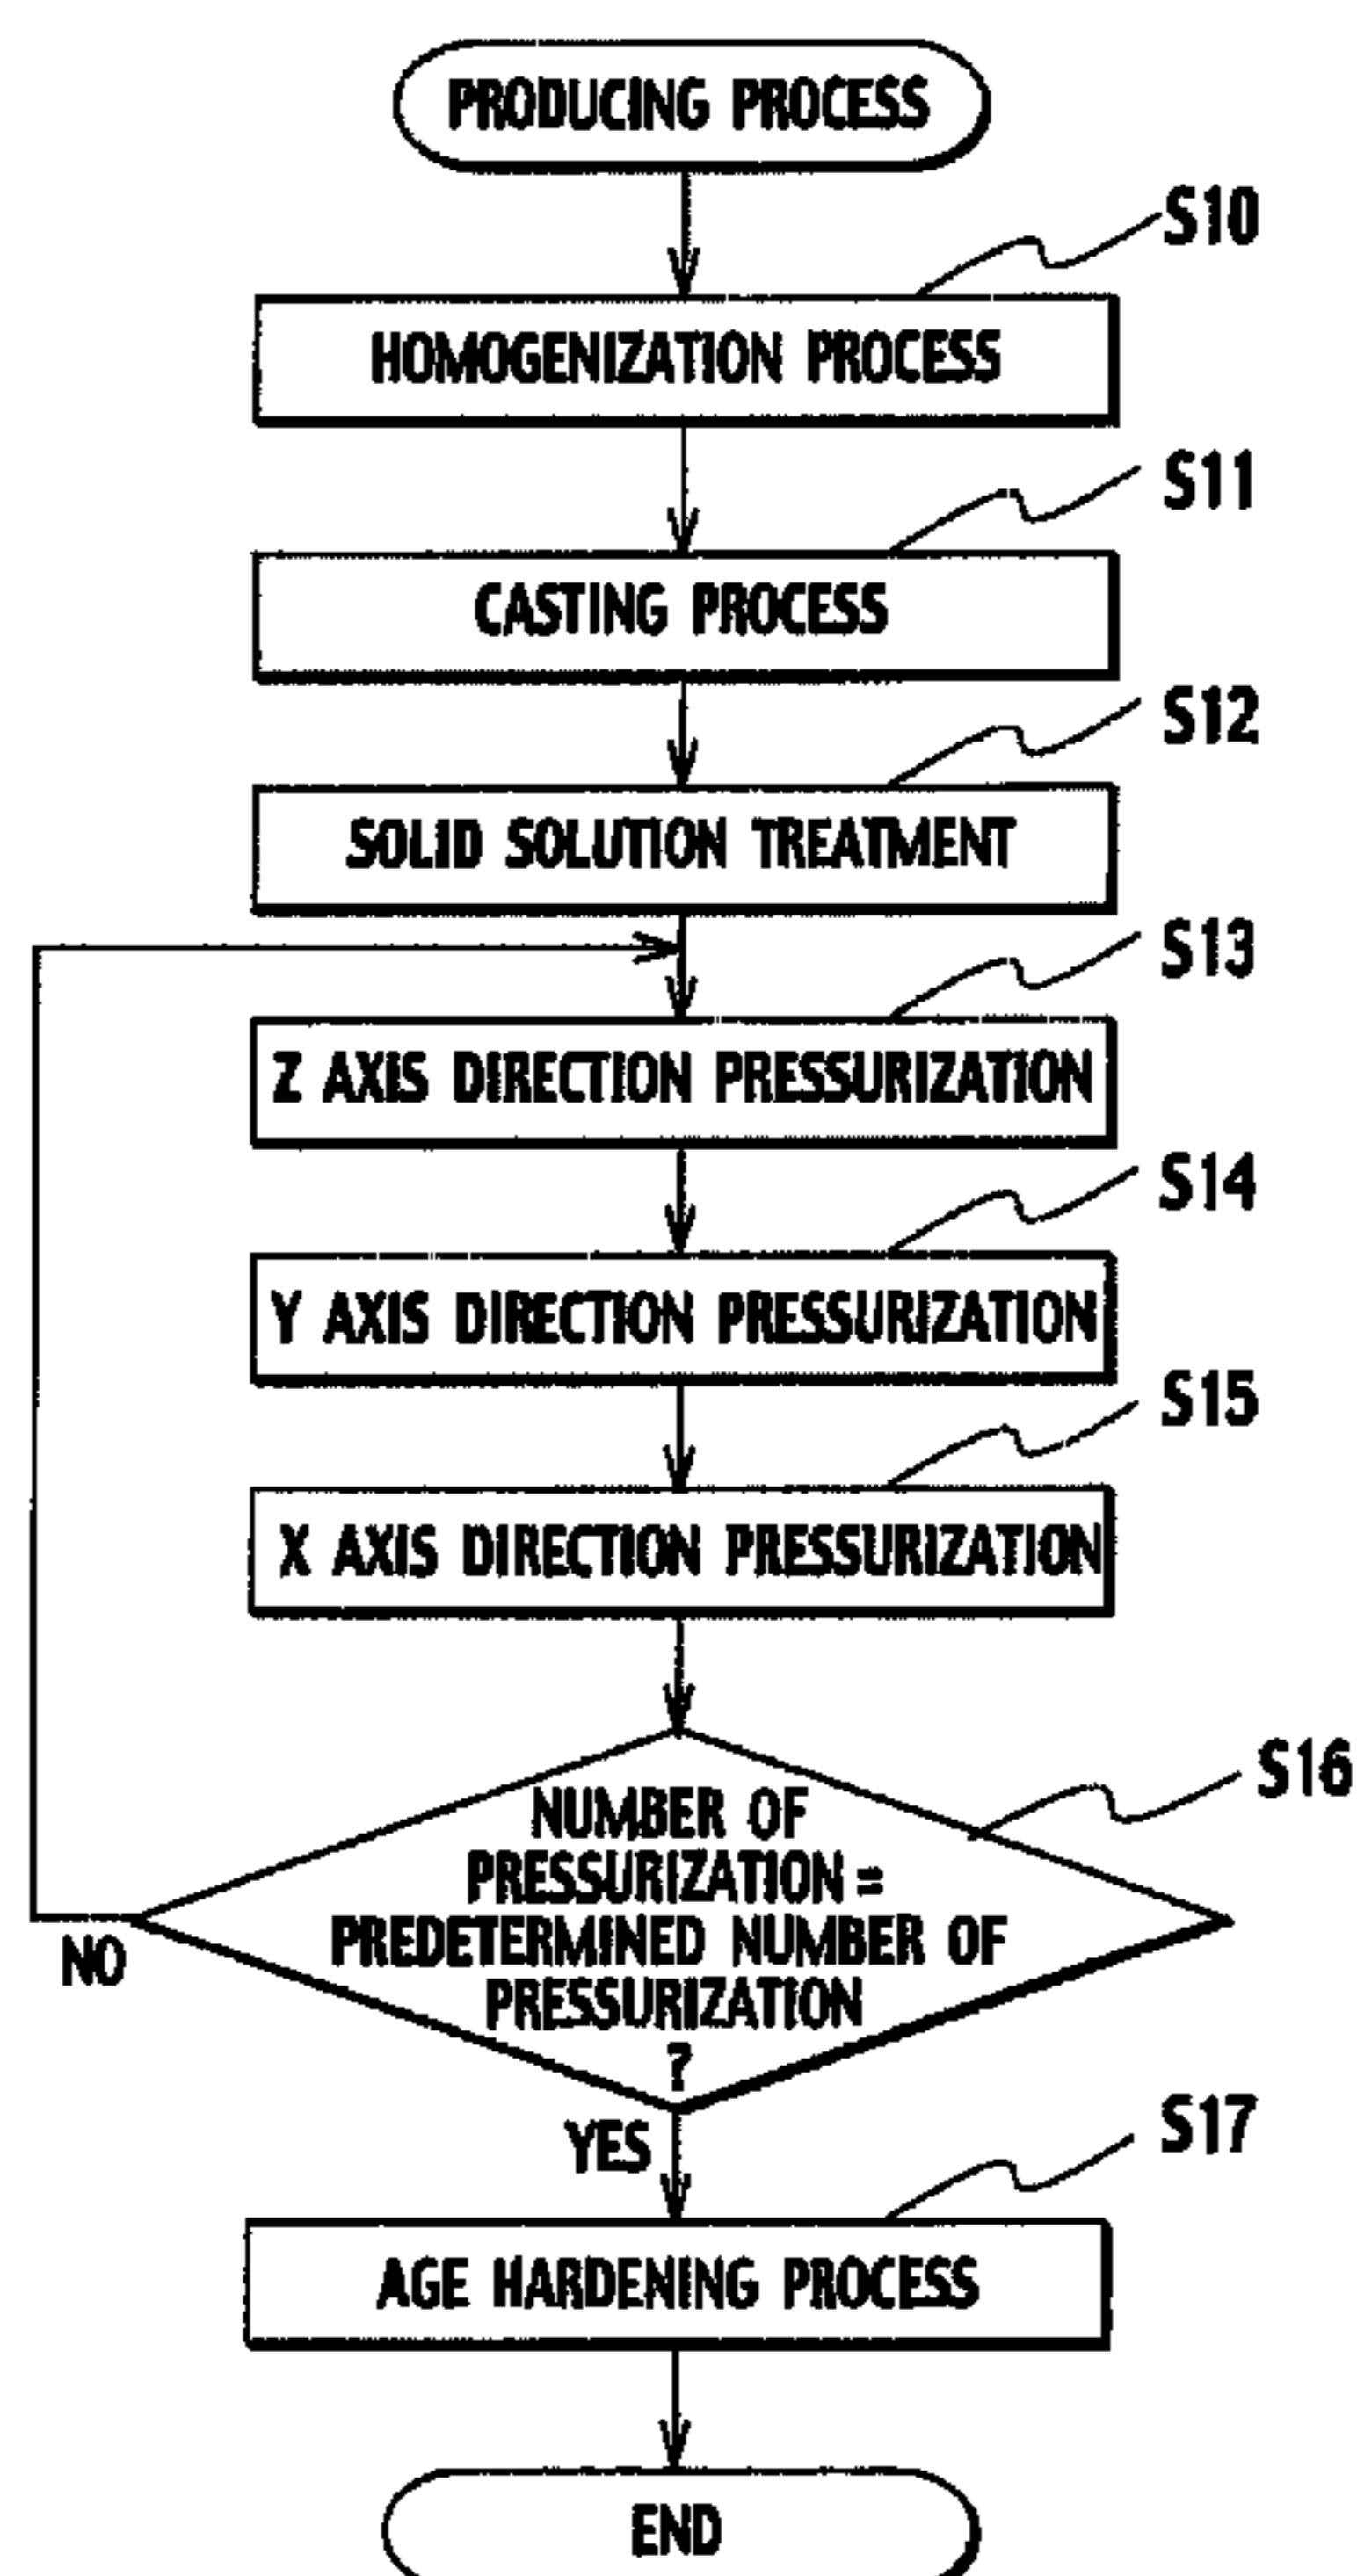 PRODUCING PROCESS
S10
HOMOGENIZATION PROCESS
S11
CASTING PROCESS
S12
SOLID SOLUTION TREATMENT
S13
Z AXIS DIRECTION PRESSURIZATION
S14
Y AXIS DIRECTION PRESSURIZATION
S15
X AXIS DIRECTION PRESSURIZATION
S16
NUMBER OF
PRESSURIZATION =
PREDETERMINED NUMBER OF
PRESSURIZATION
?
NO
YES
S17
AGE HARDENING PROCESS
END